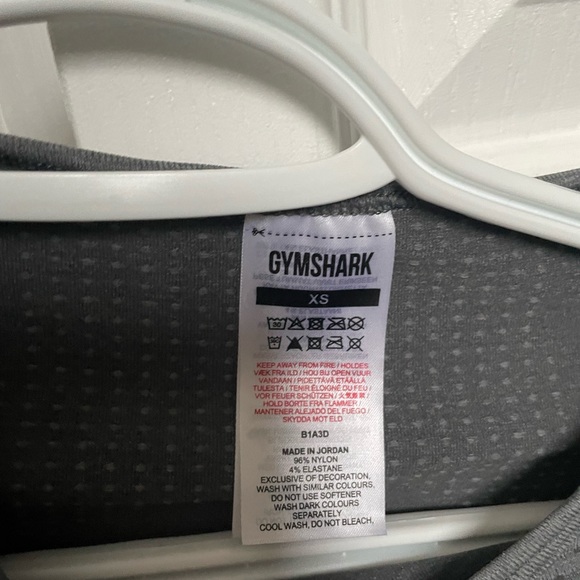 GYMSHARK
XS
30
KEEP AWAY FROM FIRE / HOLDES
VÆK FRA ILD / HOU BIJ OPEN VUUR
VANDAAN / PIDETTÄVÄ ETÄÄLLÄ
TULESTA / TENIR ÉLOIGNÉ DU FEU /
VOR FEUER SCHÜTZEN / 火気厳禁 /
HOLD BORTE FRA FLAMMER /
MANTENER ALEJADO DEL FUEGO /
SKYDDA MOT ELD
B1A3D
MADE IN JORDAN
96% NYLON
4% ELASTANE
EXCLUSIVE OF DECORATION,
WASH WITH SIMILAR COLOURS,
DO NOT USE SOFTENER
WASH DARK COLOURS
SEPARATELY
COOL WASH, DO NOT BLEACH,